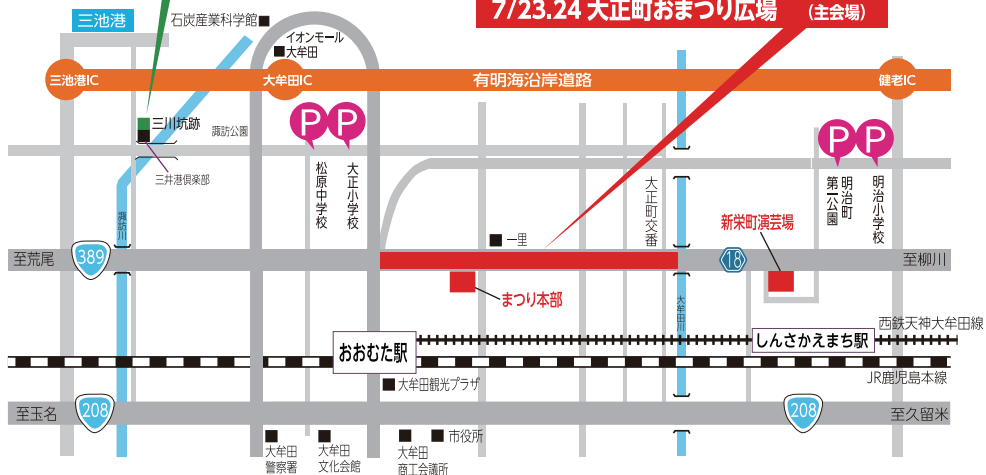 三池港
石炭産業科学館
7/23.24 大正町おまつり広場 (主会場)
イオンモール
大牟田
三池港IC
大牟田IC
有明海沿岸道路
健老IC
三川坑跡
諏訪公園
P
P
P
P
三井港倶楽部
松原中学校
大正小学校
大正町交番
明治町
第一公園
明治小学校
諏訪川
新栄町演芸場
一里
至荒尾
389
18
至柳川
まつり本部
大牟田川
西鉄天神大牟田線
おおむた駅
しんさかえまち駅
JR鹿児島本線
大牟田観光プラザ
至玉名
208
208
至久留米
大牟田
警察署
大牟田
文化会館
大牟田
商工会議所
市役所